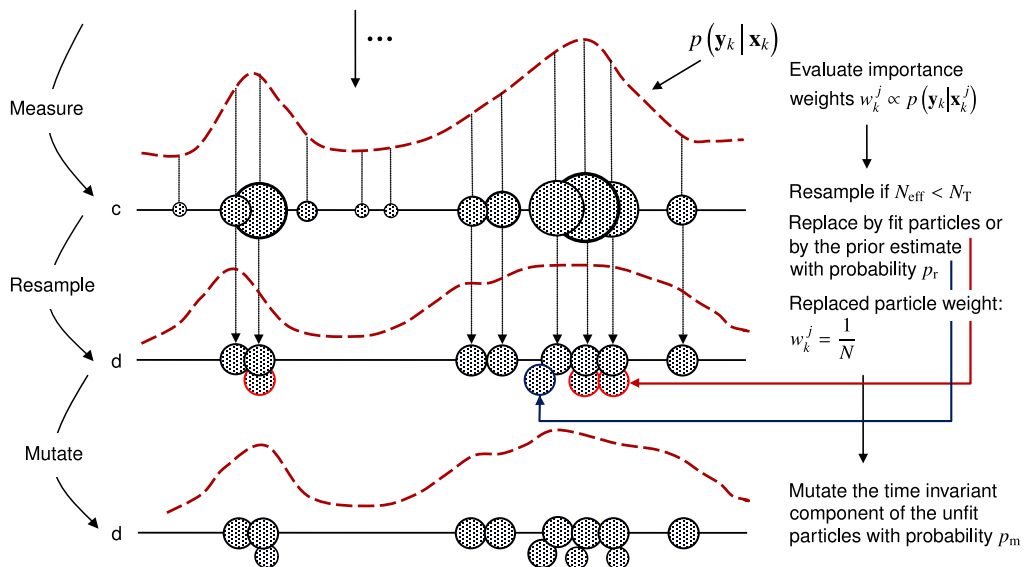 ...
p (y_k | x_k)
Measure
Evaluate importance
weights w_k^j ∝ p (y_k|x_k^j)
c
Resample if N_eff < N_T
Replace by fit particles or
by the prior estimate
with probability p_r
Resample
Replaced particle weight:
w_k^j = 1/N
d
Mutate
Mutate the time invariant
component of the unfit
particles with probability p_m
d